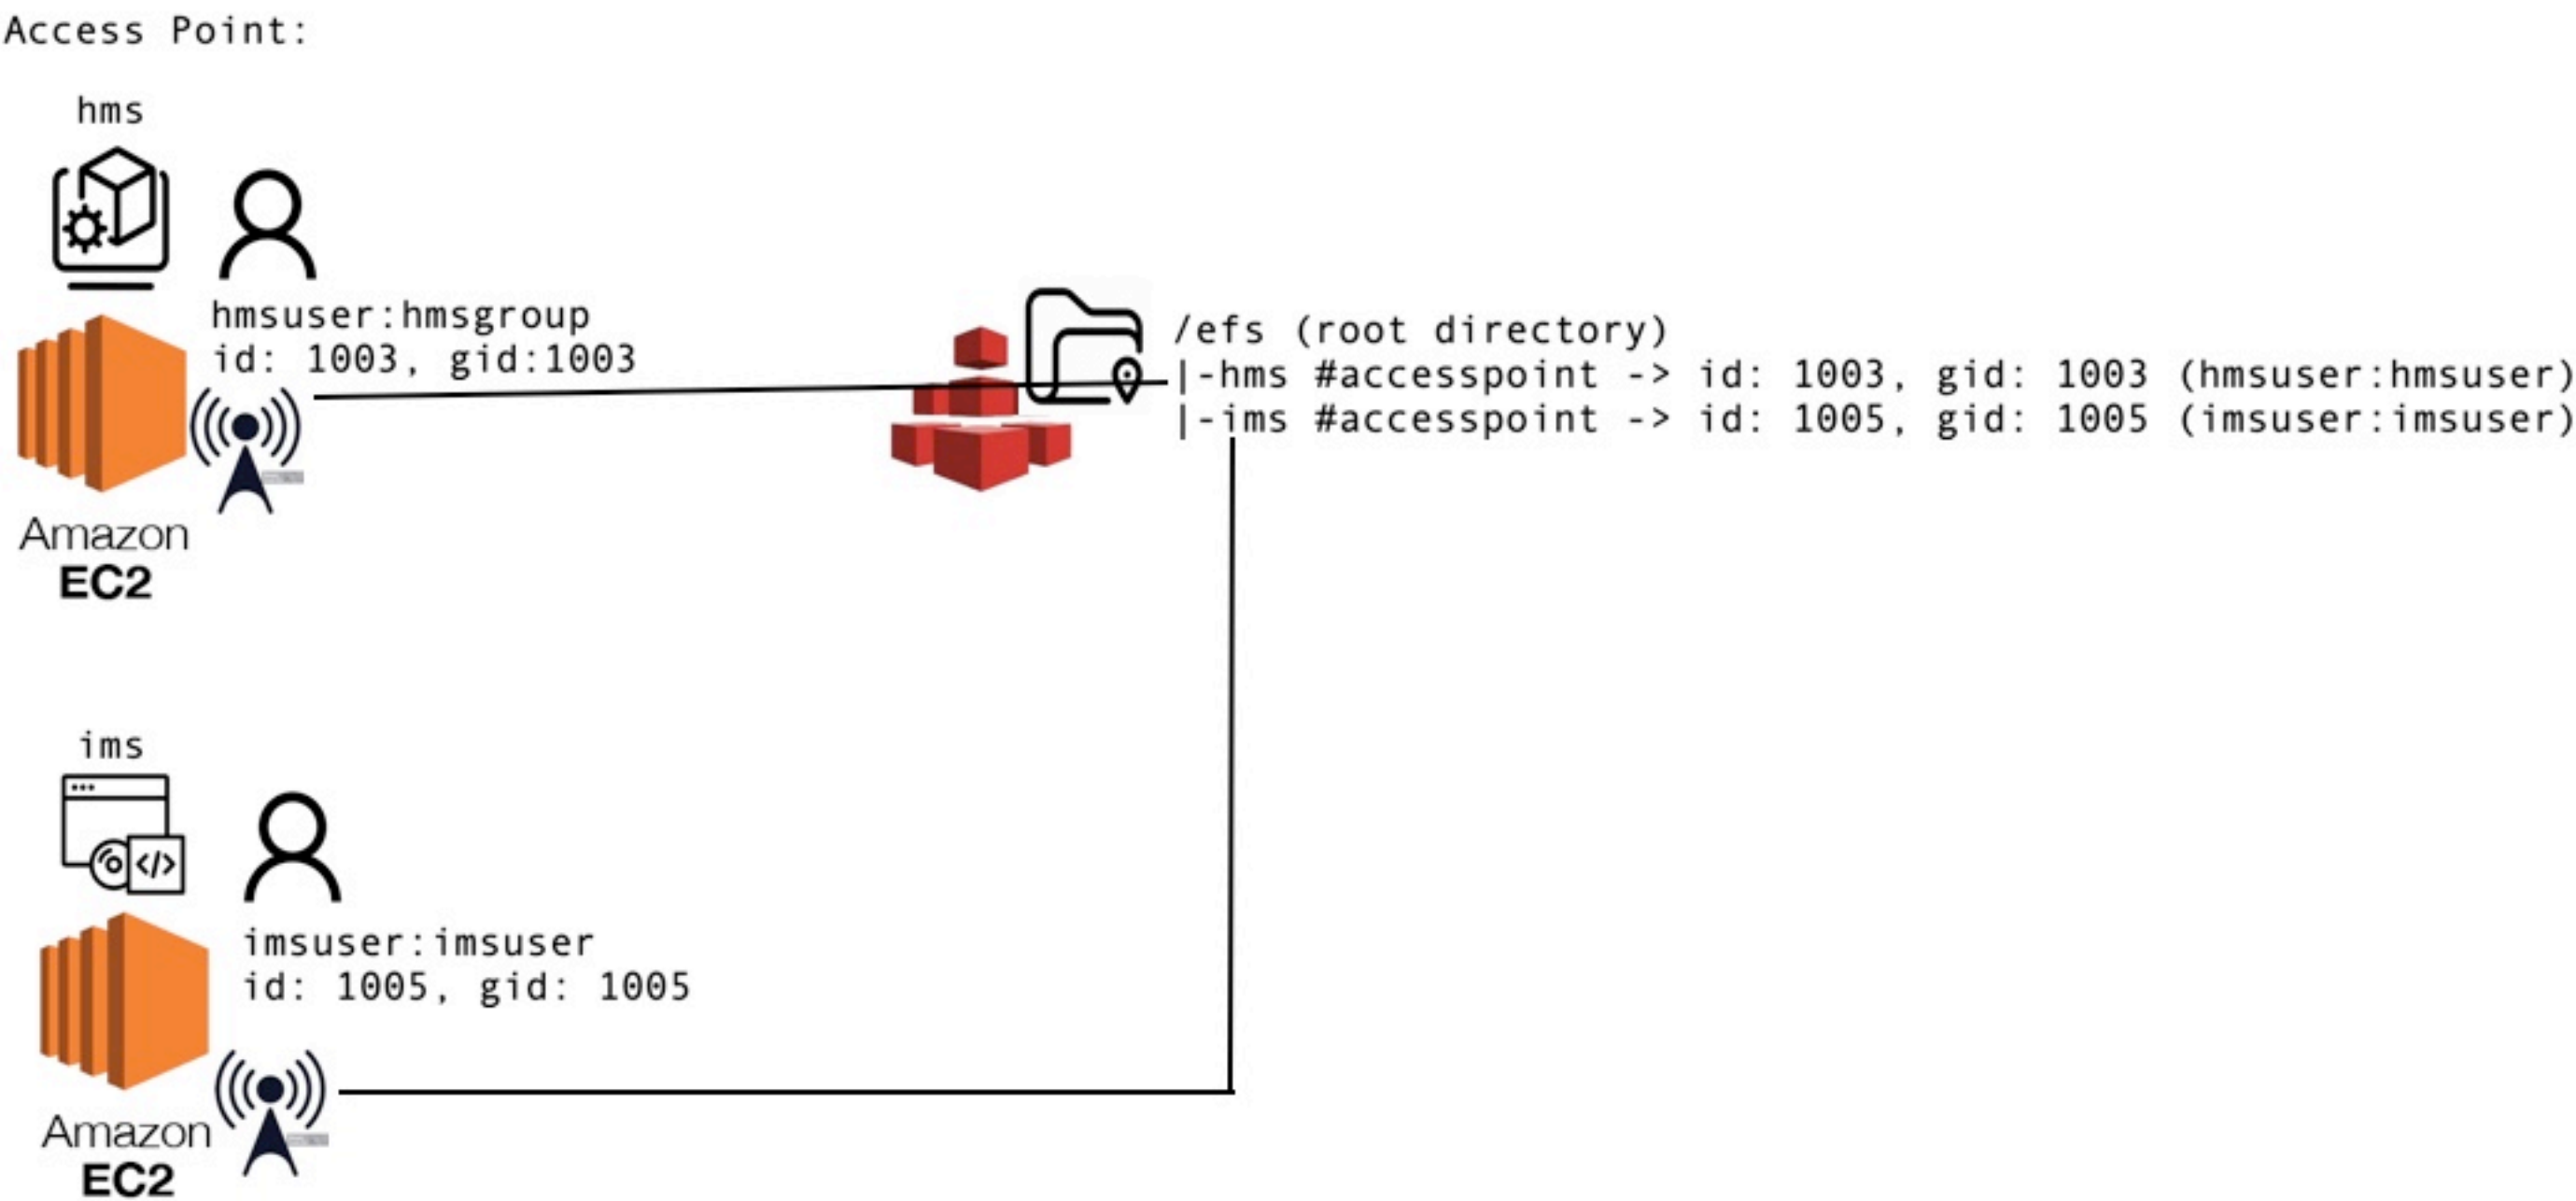 Access Point:
hms
hmsuser:hmsgroup
id: 1003, gid:1003
/efs (root directory)
|-hms #accesspoint -> id: 1003, gid: 1003 (hmsuser:hmsuser)
|-ims #accesspoint -> id: 1005, gid: 1005 (imsuser:imsuser)
Amazon
EC2
ims
</>
imsuser:imsuser
id: 1005, gid: 1005
Amazon
EC2